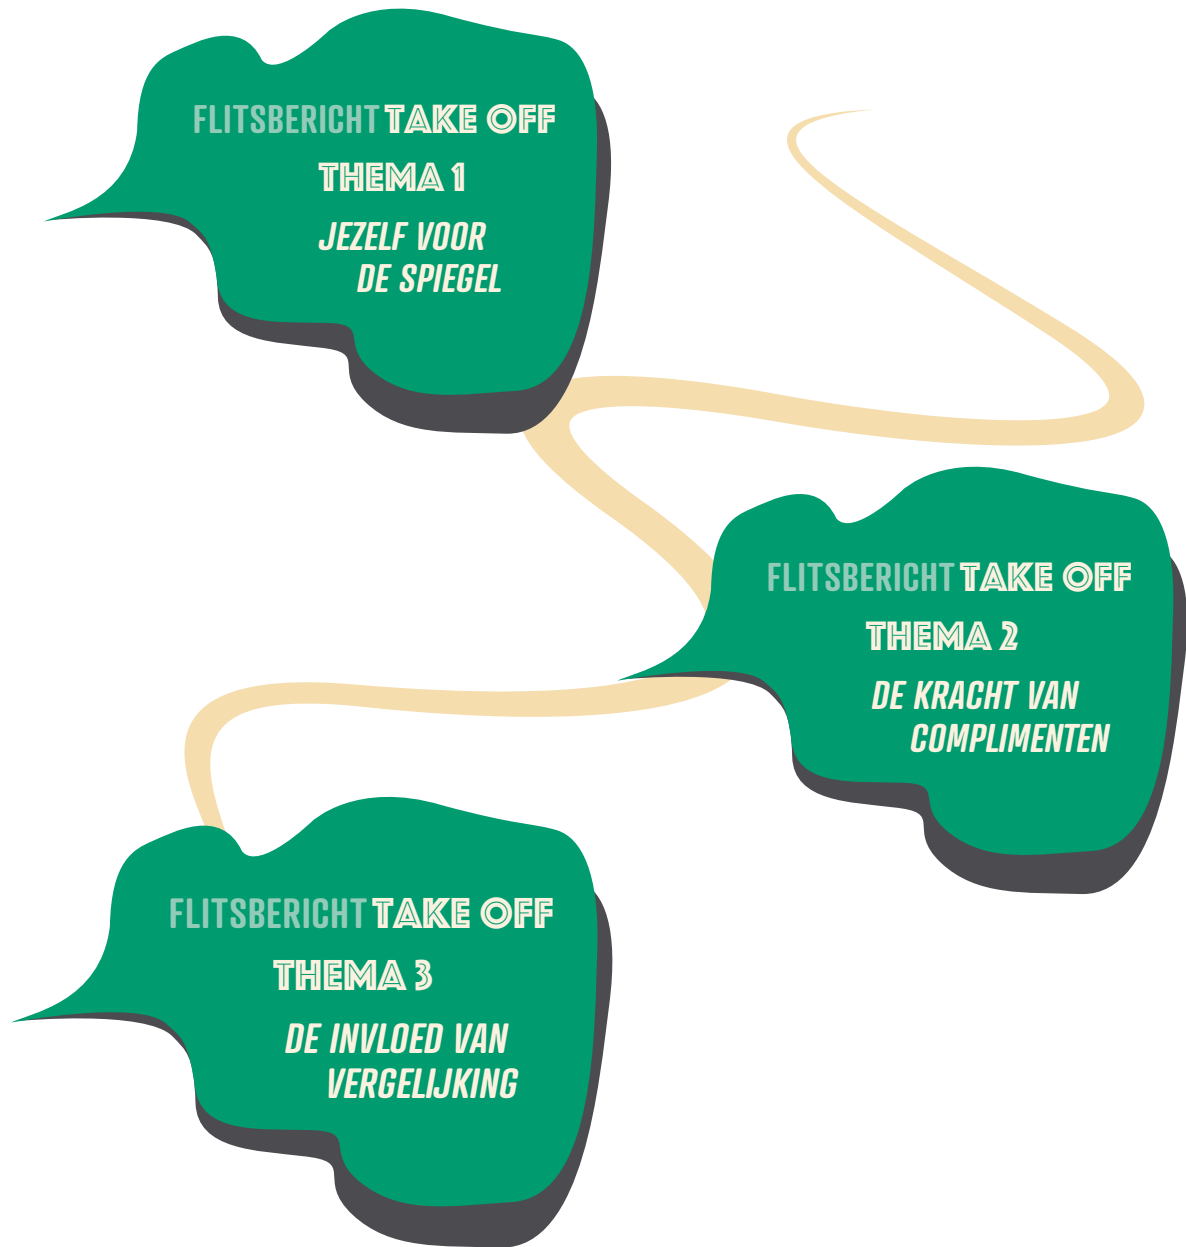 FLITSBERICHT TAKE OFF
THEMA 1
JEZELF VOOR
DE SPIEGEL
FLITSBERICHT TAKE OFF
THEMA 2
DE KRACHT VAN
COMPLIMENTEN
FLITSBERICHT TAKE OFF
THEMA 3
DE INVLOED VAN
VERGELIJKING